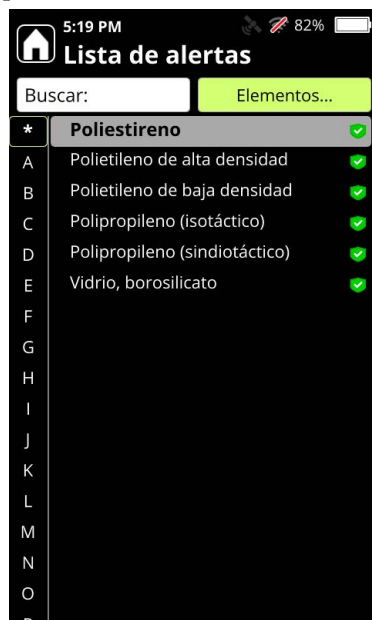 5:19 PM 82%
Lista de alertas
Buscar: Elementos...
* Poliestireno
A Polietileno de alta densidad
B Polietileno de baja densidad
C Polipropileno (isotáctico)
D Polipropileno (sindiotáctico)
E Vidrio, borosilicato
F
G
H
I
J
K
L
M
N
O